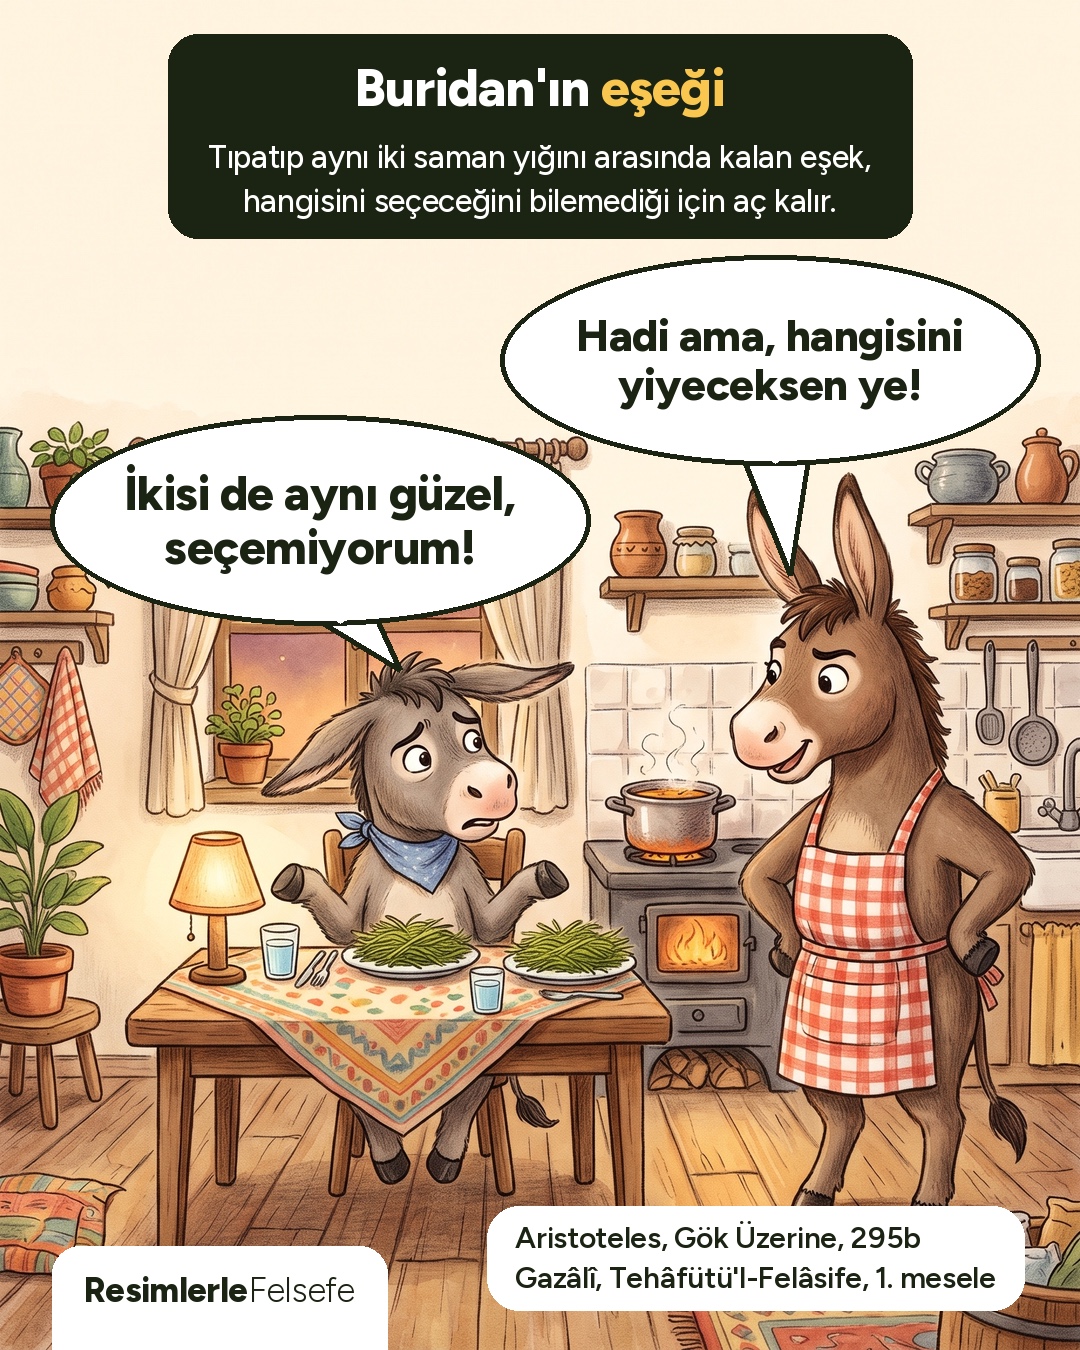 Buridan'ın eşeği
Tıpatıp aynı iki saman yığını arasında kalan eşek,
hangisini seçeceğini bilemediği için aç kalır.
Hadi ama, hangisini
yiyeceksen ye!
İkisi de aynı güzel,
seçemiyorum!
Aristoteles, Gök Üzerine, 295b
Gazâlî, Tehâfütü'l-Felâsife, 1. mesele
ResimlerleFelsefe